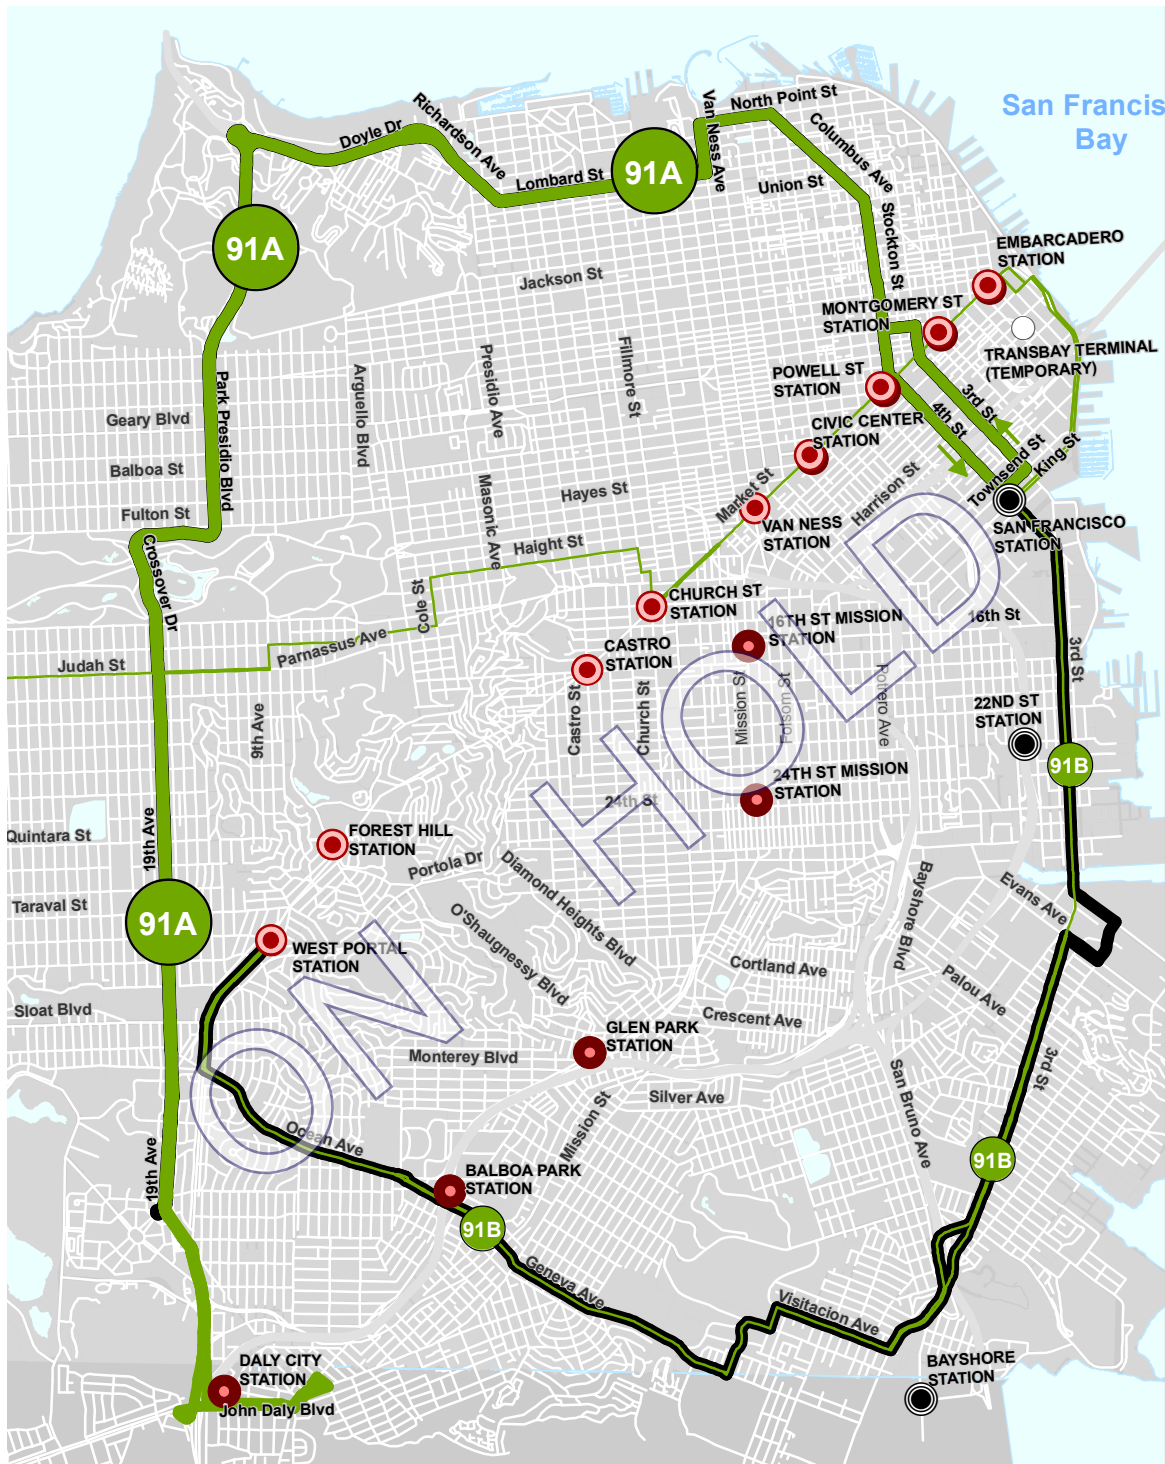 San Francis
Bay
North Point St
Van Ness Ave
Columbus Ave
Richardson Ave
Doyle Dr
91A
Lombard St
Union St
Stockton St
91A
EMBARCADERO
STATION
Jackson St
MONTGOMERY ST
STATION
TRANSBAY TERMINAL
(TEMPORARY)
Fillmore St
Presidio Ave
Arguello Blvd
Park Presidio Blvd
POWELL ST
STATION
3rd St
4th St
Geary Blvd
CIVIC CENTER
STATION
Balboa St
Townsend St
King St
Harrison St
Market St
Masonic Ave
Hayes St
Fulton St
VAN NESS
STATION
SAN FRANCISCO
STATION
Crossover Dr
Haight St
Cole St
CHURCH ST
STATION
16TH ST MISSION
STATION
16th St
Parnassus Ave
Judah St
CASTRO
STATION
3rd St
Castro St
Church St
Mission St
Folsom St
Potrero Ave
22ND ST
STATION
9th Ave
91B
24TH ST MISSION
STATION
24th St
19th Ave
Quintara St
FOREST HILL
STATION
Portola Dr
Diamond Heights Blvd
Bayshore Blvd
Evans Ave
Taraval St
91A
O'Shaugnessy Blvd
WEST PORTAL
STATION
Cortland Ave
Palou Ave
Sloat Blvd
Crescent Ave
GLEN PARK
STATION
Monterey Blvd
3rd St
Silver Ave
San Bruno Ave
Mission St
Ocean Ave
19th Ave
BALBOA PARK
STATION
91B
91B
Geneva Ave
Visitacion Ave
DALY CITY
STATION
BAYSHORE
STATION
John Daly Blvd
ON HOLD